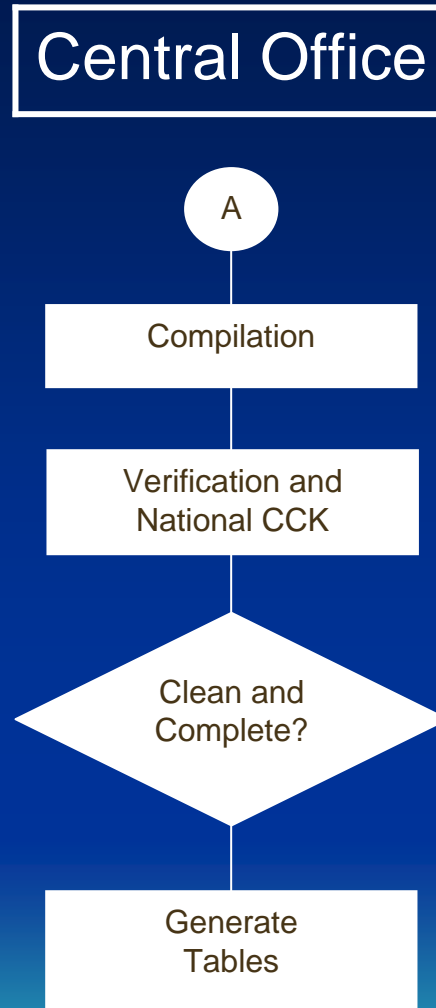 Central Office
A
Compilation
Verification and
National CCK
Clean and
Complete?
Generate
Tables